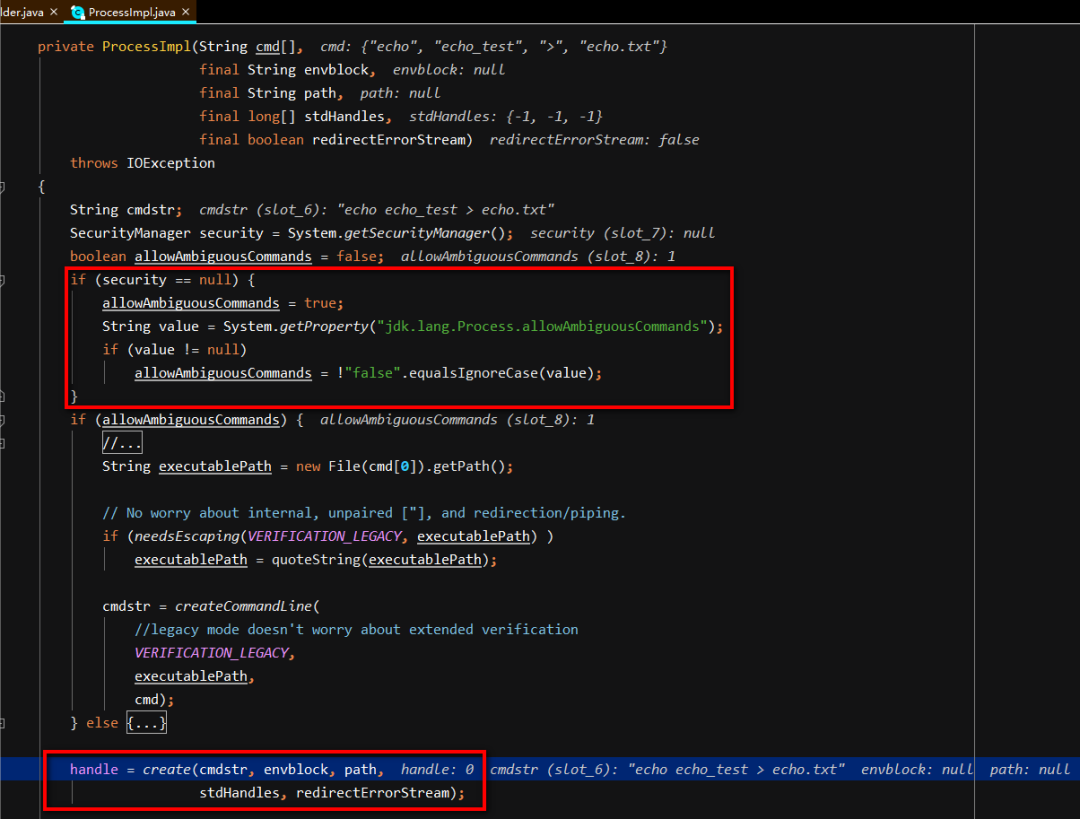 lder.java × ProcessImpl.java ×
private ProcessImpl(String cmd[], cmd: {"echo", "echo_test", ">", "echo.txt"}
final String envblock, envblock: null
final String path, path: null
final long[] stdHandles, stdHandles: {-1, -1, -1}
final boolean redirectErrorStream) redirectErrorStream: false
throws IOException
{
String cmdstr; cmdstr (slot_6): "echo echo_test > echo.txt"
SecurityManager security = System.getSecurityManager(); security (slot_7): null
boolean allowAmbiguousCommands = false; allowAmbiguousCommands (slot_8): 1
if (security == null) {
allowAmbiguousCommands = true;
String value = System.getProperty("jdk.lang.Process.allowAmbiguousCommands");
if (value != null)
allowAmbiguousCommands = !"false".equalsIgnoreCase(value);
}
if (allowAmbiguousCommands) { allowAmbiguousCommands (slot_8): 1
//...
String executablePath = new File(cmd[0]).getPath();
// No worry about internal, unpaired ["], and redirection/piping.
if (needsEscaping(VERIFICATION_LEGACY, executablePath) )
executablePath = quoteString(executablePath);
cmdstr = createCommandLine(
//legacy mode doesn't worry about extended verification
VERIFICATION_LEGACY,
executablePath,
cmd);
} else {...}
handle = create(cmdstr, envblock, path, handle: 0 cmdstr (slot_6): "echo echo_test > echo.txt" envblock: null path: null
stdHandles, redirectErrorStream);